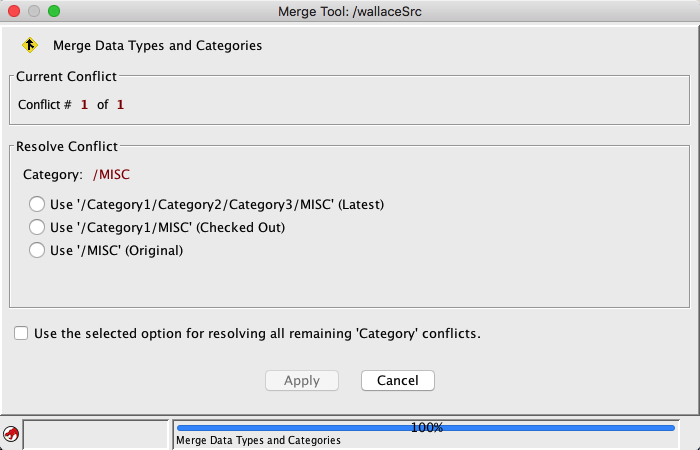 Merge Tool: /wallaceSrc
Merge Data Types and Categories
Current Conflict
Conflict # 1 of 1
Resolve Conflict
Category: /MISC
Use '/Category1/Category2/Category3/MISC' (Latest)
Use '/Category1/MISC' (Checked Out)
Use '/MISC' (Original)
Use the selected option for resolving all remaining 'Category' conflicts.
Apply Cancel
100%
Merge Data Types and Categories